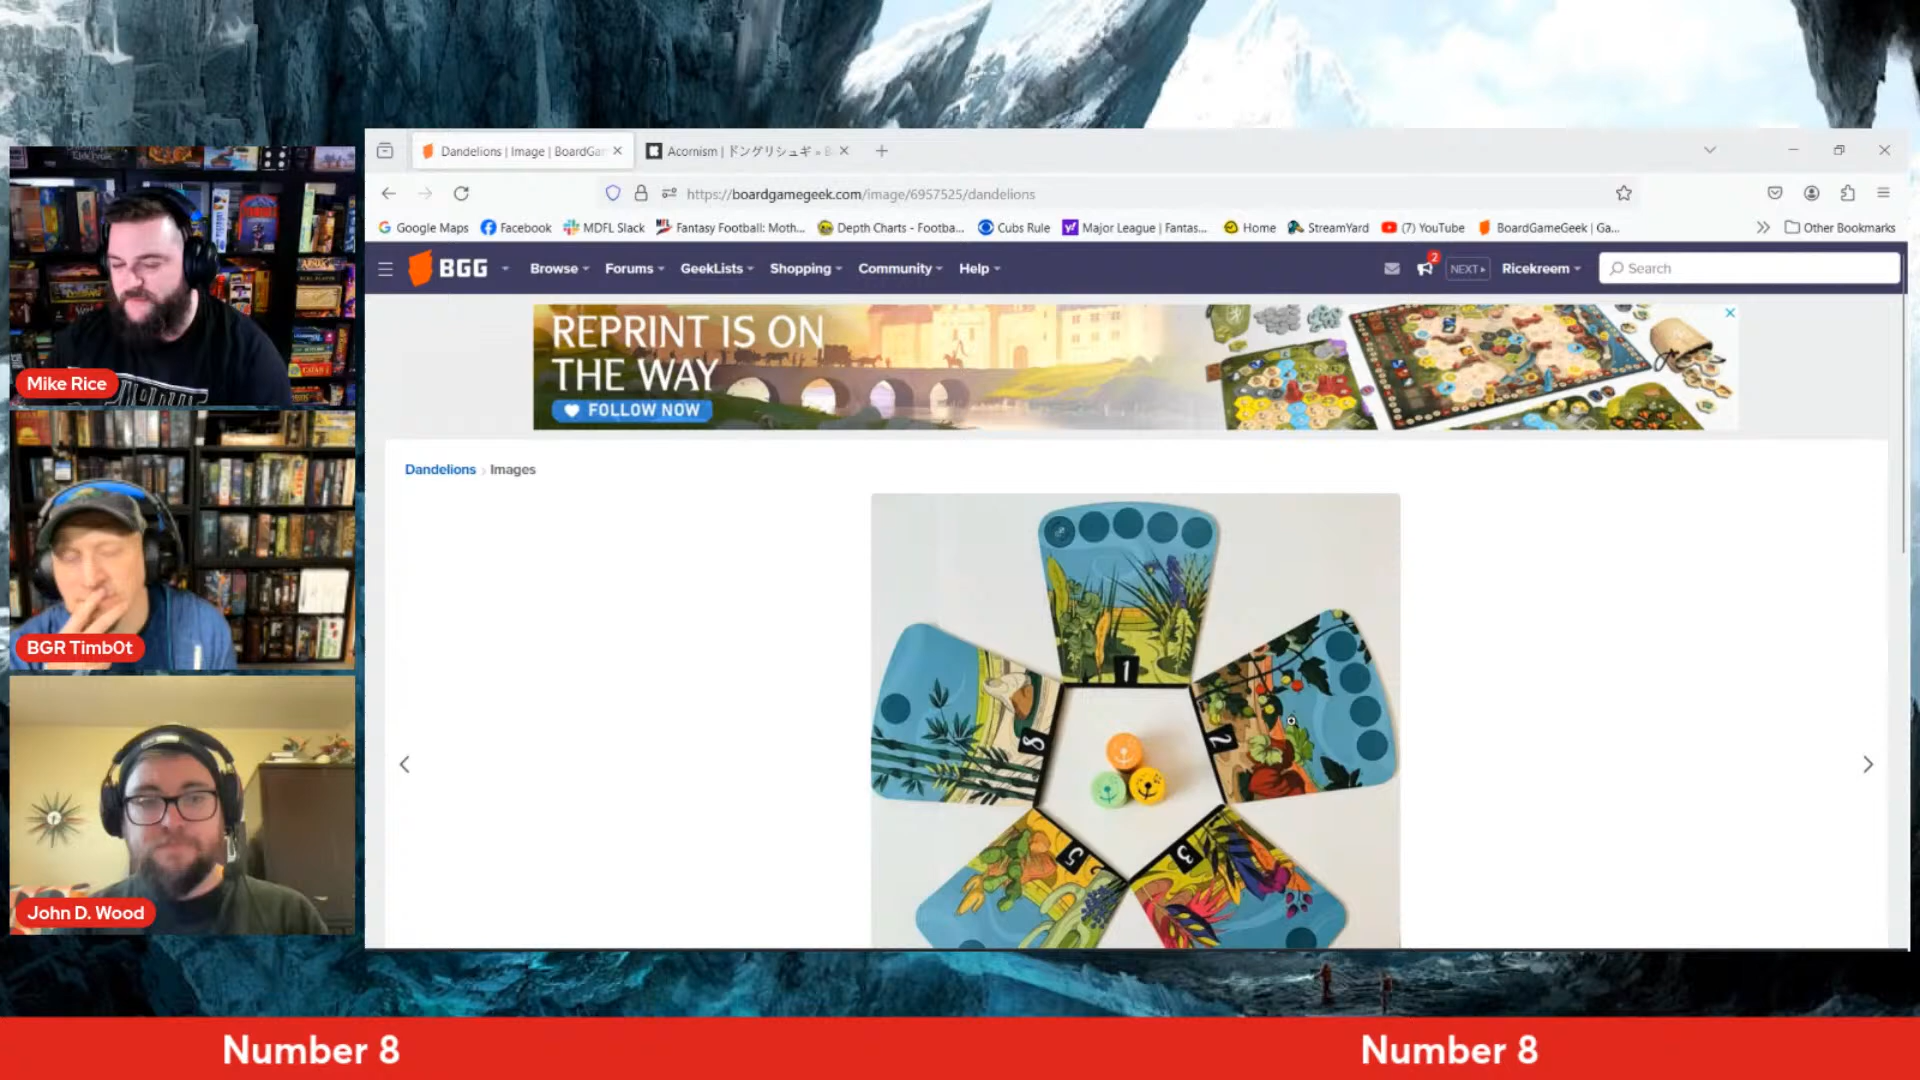 Dandelions | Image | BoardGa
Acornism | ドングリシュギ » B
https://boardgamegeek.com/image/6957525/dandelions
Google Maps
Facebook
MDFL Slack
Fantasy Football: Moth...
Depth Charts - Footba...
Cubs Rule
Major League | Fantas...
Home
StreamYard
(7) YouTube
BoardGameGeek | Ga...
Other Bookmarks
BGG
Browse
Forums
GeekLists
Shopping
Community
Help
2
NEXT
Ricekreem
Search
REPRINT IS ON
THE WAY
FOLLOW NOW
Dandelions
Images
1
2
8
5
3
Mike Rice
BGR Timb0t
John D. Wood
Number 8
Number 8